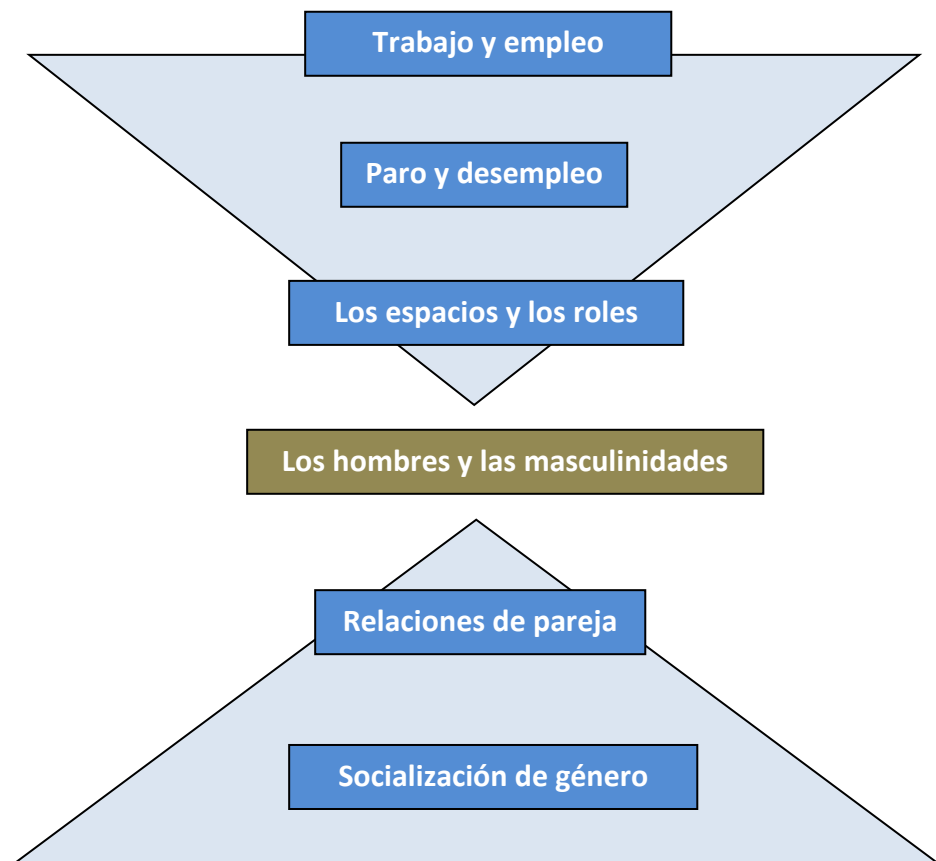 Trabajo y empleo
Paro y desempleo
Los espacios y los roles
Los hombres y las masculinidades
Relaciones de pareja
Socialización de género